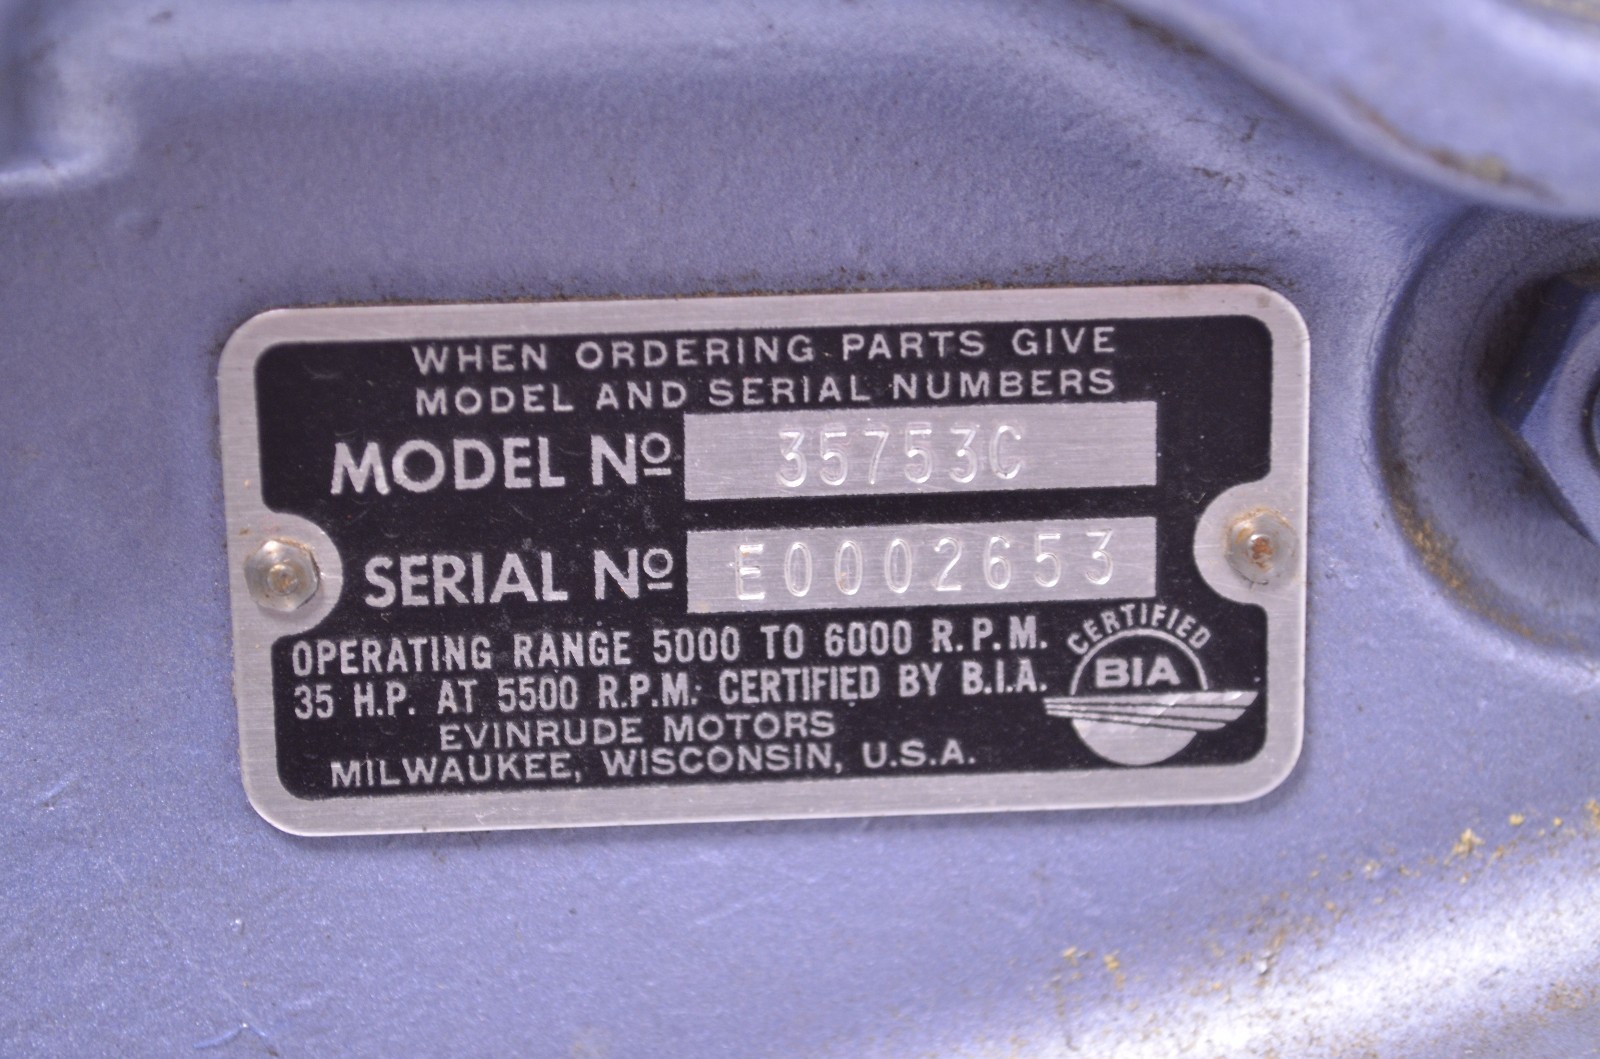 WHEN ORDERING PARTS GIVE
MODEL AND SERIAL NUMBERS
MODEL Nº 35753C
SERIAL Nº E0002653
OPERATING RANGE 5000 TO 6000 R.P.M.
35 H.P. AT 5500 R.P.M. CERTIFIED BY B.I.A.
EVINRUDE MOTORS
MILWAUKEE, WISCONSIN, U.S.A.
CERTIFIED
BIA